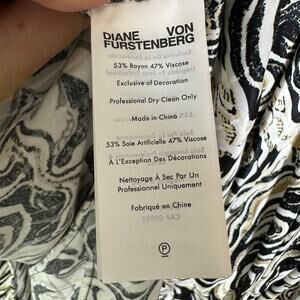 DIANE VON
FURSTENBERG
53% Rayon 47% Viscose
Exclusive of Decoration
Professional Dry Clean Only
Made in China
53% Soie Artificielle 47% Viscose
À L'Exception Des Décorations
Nettoyage À Sec Par Un
Professionnel Uniquement
Fabriqué en Chine
P